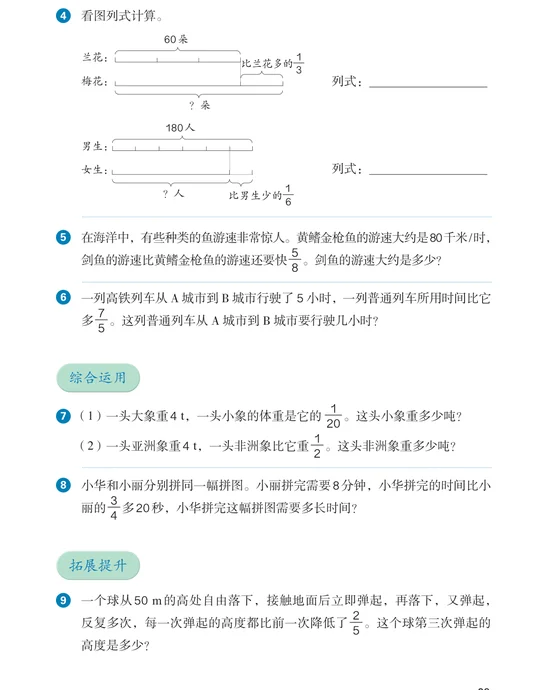 4 看图列式计算。
60朵
兰花：
比兰花多的1/3
梅花：
列式：
？朵
180人
男生：
女生：
列式：
？人
比男生少的1/6
5 在海洋中，有些种类的鱼游速非常惊人。黄鳍金枪鱼的游速大约是80千米/时，
剑鱼的游速比黄鳍金枪鱼的游速还要快5/8。剑鱼的游速大约是多少？
6 一列高铁列车从 A 城市到 B 城市行驶了 5 小时，一列普通列车所用时间比它
多7/5。这列普通列车从 A 城市到 B 城市要行驶几小时？
综合运用
7 （1）一头大象重4 t，一头小象的体重是它的1/20。这头小象重多少吨？
（2）一头亚洲象重4 t，一头非洲象比它重1/2。这头非洲象重多少吨？
8 小华和小丽分别拼同一幅拼图。小丽拼完需要8分钟，小华拼完的时间比小
丽的3/4多20秒，小华拼完这幅拼图需要多长时间？
拓展提升
9 一个球从50 m的高处自由落下，接触地面后立即弹起，再落下，又弹起，
反复多次，每一次弹起的高度都比前一次降低了2/5。这个球第三次弹起的
高度是多少？